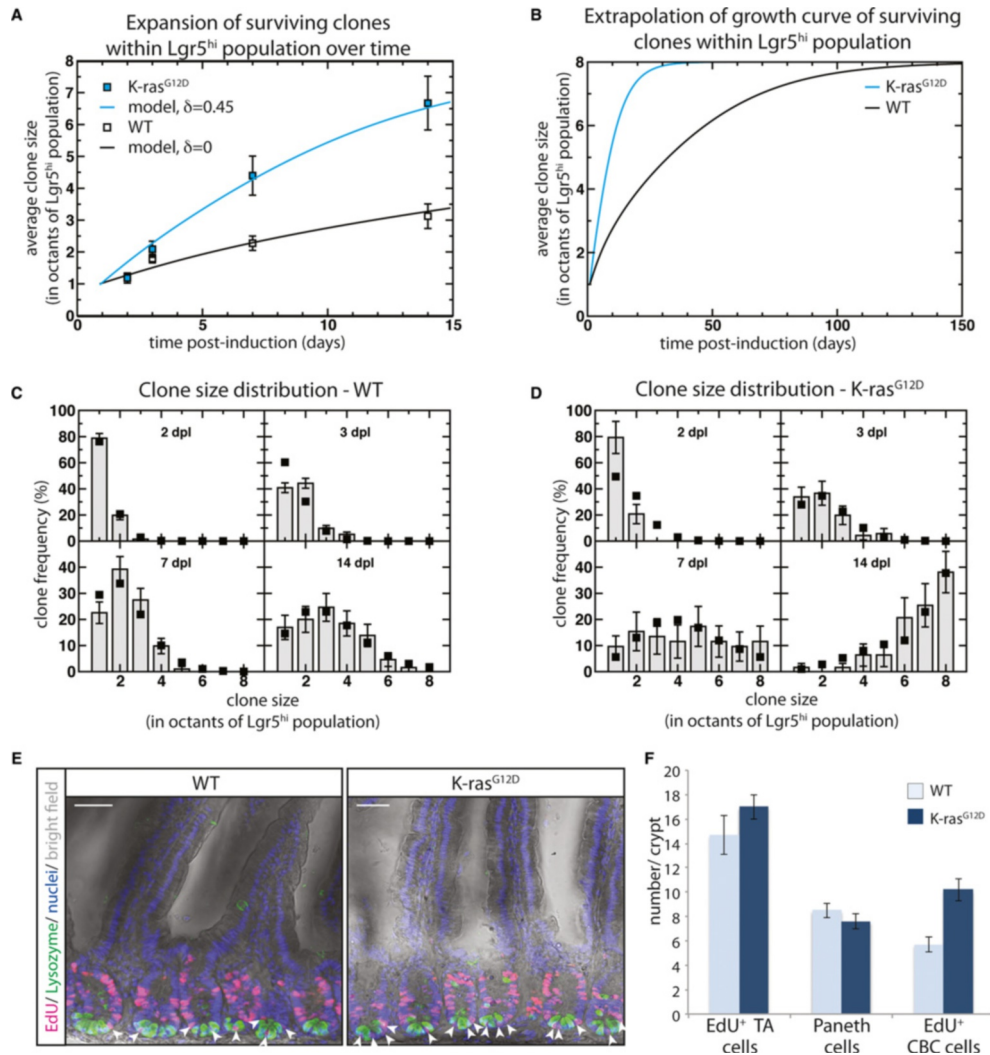 A
Expansion of surviving clones
within Lgr5hi population over time
average clone size
(in octants of Lgr5hi population)
8
7
6
5
4
3
2
1
0
K-rasG12D
model, δ=0.45
WT
model, δ=0
0 5 10 15
time post-induction (days)
B
Extrapolation of growth curve of surviving
clones within Lgr5hi population
average clone size
(in octants of Lgr5hi population)
8
7
6
5
4
3
2
1
0
K-rasG12D
WT
0 50 100 150
time post-induction (days)
C
Clone size distribution - WT
clone frequency (%)
100
80
60
40
20
0
2 dpl
3 dpl
40
30
20
10
0
7 dpl
14 dpl
2 4 6 8 2 4 6 8
clone size
(in octants of Lgr5hi population)
D
Clone size distribution - K-rasG12D
clone frequency (%)
100
80
60
40
20
0
2 dpl
3 dpl
40
30
20
10
0
7 dpl
14 dpl
2 4 6 8 2 4 6 8
clone size
(in octants of Lgr5hi population)
E
WT
K-rasG12D
EdU/ Lysozyme/ nuclei/ bright field
F
number/ crypt
20
18
16
14
12
10
8
6
4
2
0
WT
K-rasG12D
EdU+ TA
cells
Paneth
cells
EdU+
CBC cells